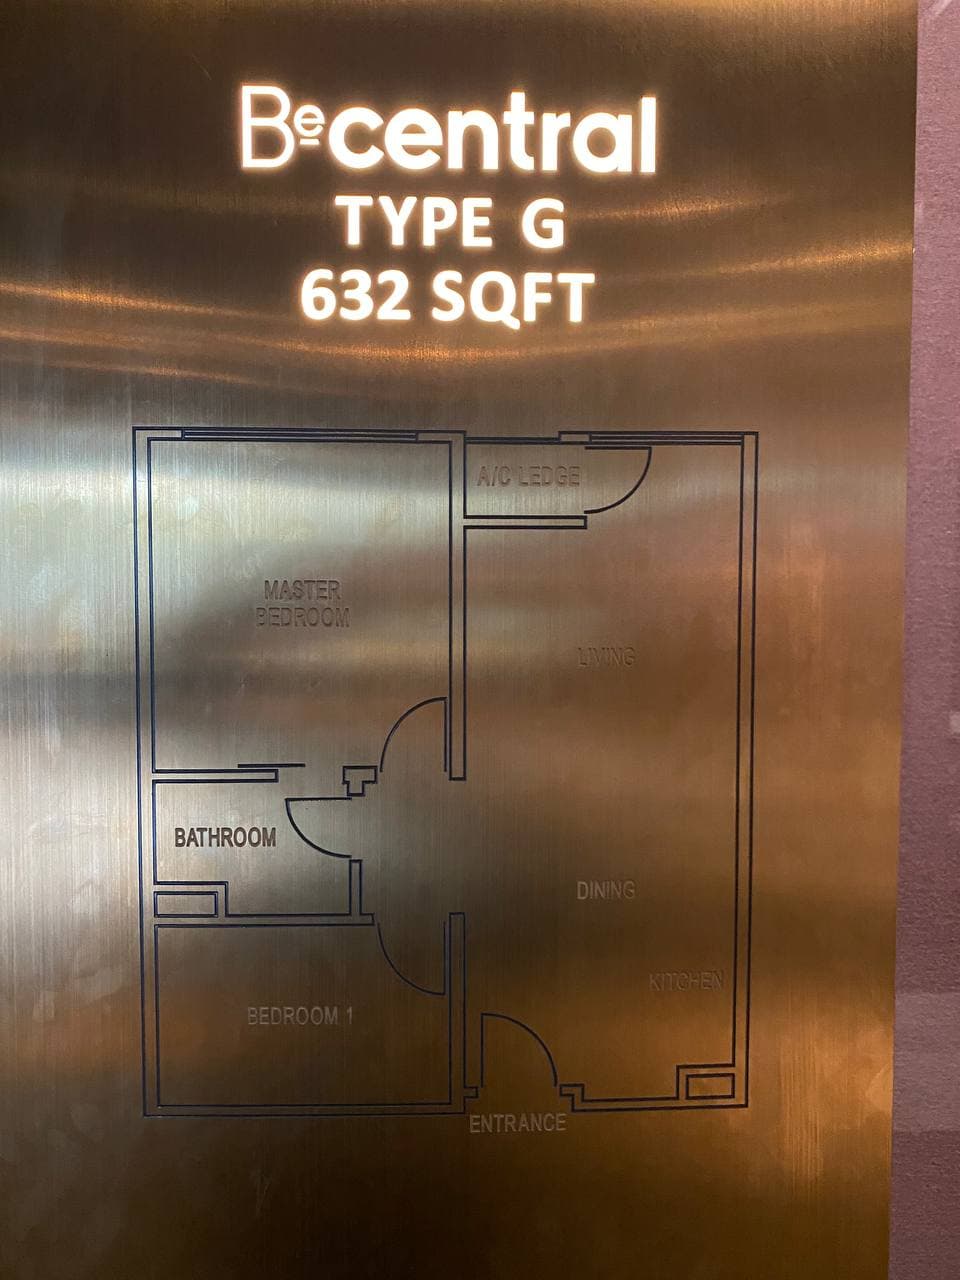 Becentral
TYPE G
632 SQFT
A/C LEDGE
MASTER
BEDROOM
LIVING
BATHROOM
DINING
KITCHEN
BEDROOM 1
ENTRANCE